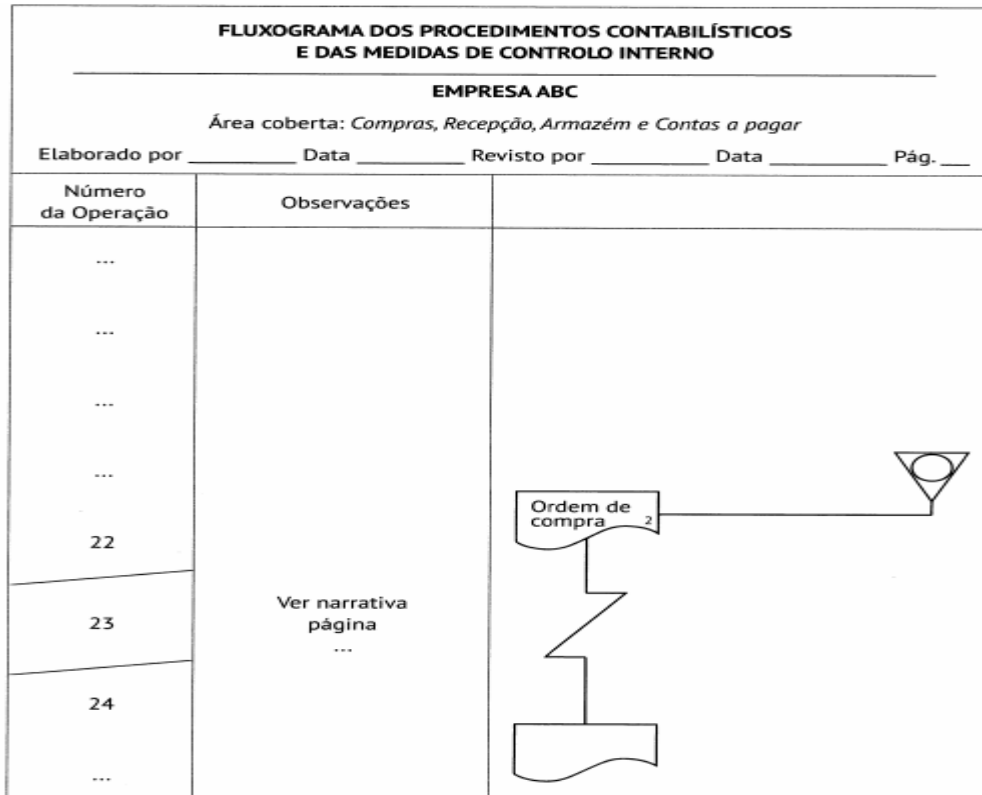 FLUXOGRAMA DOS PROCEDIMENTOS CONTABILÍSTICOS
E DAS MEDIDAS DE CONTROLO INTERNO
EMPRESA ABC
Área coberta: Compras, Recepção, Armazém e Contas a pagar
Elaborado por __________ Data __________ Revisto por __________ Data __________ Pág. ___
Número
da Operação
Observações
...
...
...
...
Ordem de
compra 2
22
Ver narrativa
23
página
...
24
...